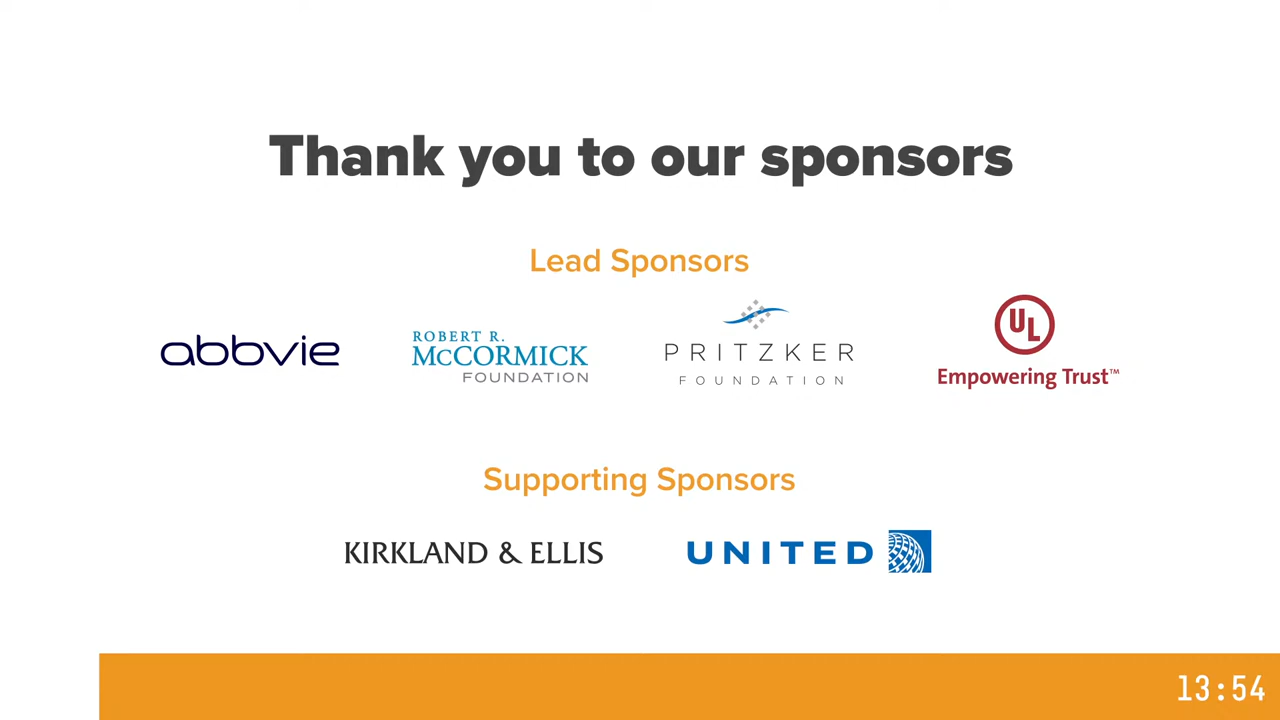 Thank you to our sponsors
Lead Sponsors
abbvie
ROBERT R.
McCORMICK
FOUNDATION
PRITZKER
FOUNDATION
UL
Empowering Trust™
Supporting Sponsors
KIRKLAND & ELLIS
UNITED
13:54